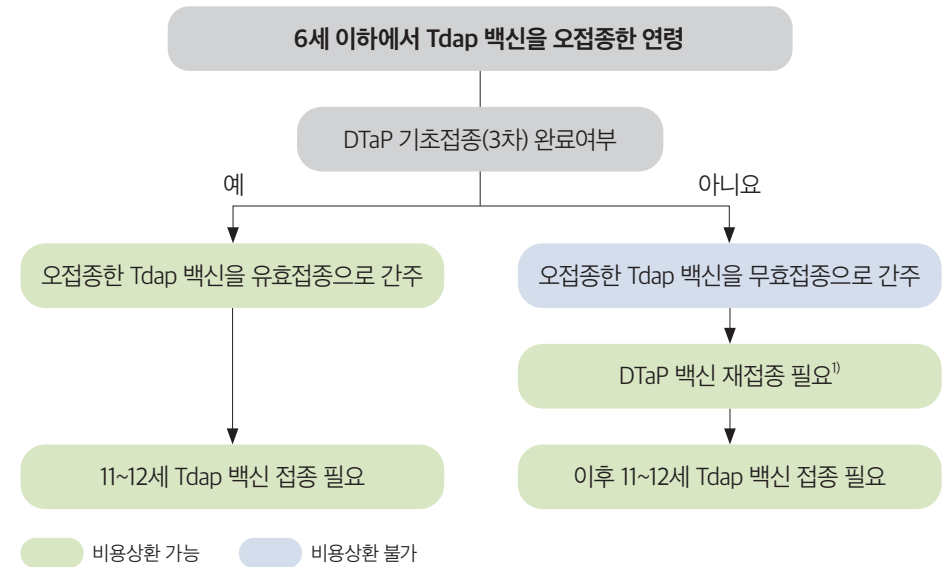 6세 이하에서 Tdap 백신을 오접종한 연령
DTaP 기초접종(3차) 완료여부
예
아니요
오접종한 Tdap 백신을 유효접종으로 간주
오접종한 Tdap 백신을 무효접종으로 간주
DTaP 백신 재접종 필요1)
11~12세 Tdap 백신 접종 필요
이후 11~12세 Tdap 백신 접종 필요
비용상환 가능
비용상환 불가